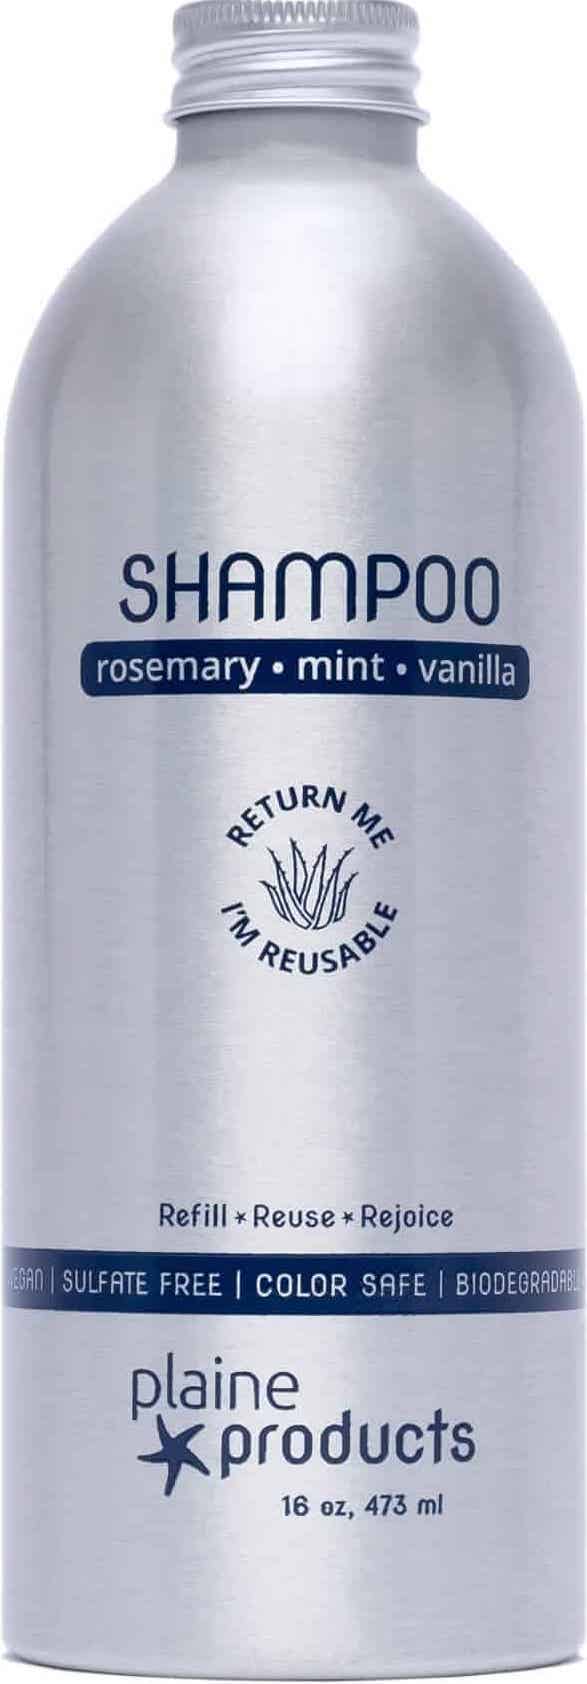 SHAMPOO
rosemary • mint • vanilla
RETURN ME
I'M REUSABLE
Refill * Reuse * Rejoice
| SULFATE FREE | COLOR SAFE |
plaine
products
16 oz, 473 ml